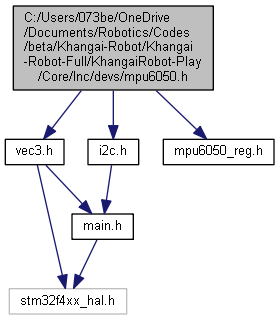 C:/Users/073be/OneDrive
/Documents/Robotics/Codes
/beta/Khangai-Robot/Khangai
-Robot-Full/KhangaiRobot-Play
/Core/Inc/devs/mpu6050.h
vec3.h
i2c.h
mpu6050_reg.h
main.h
stm32f4xx_hal.h